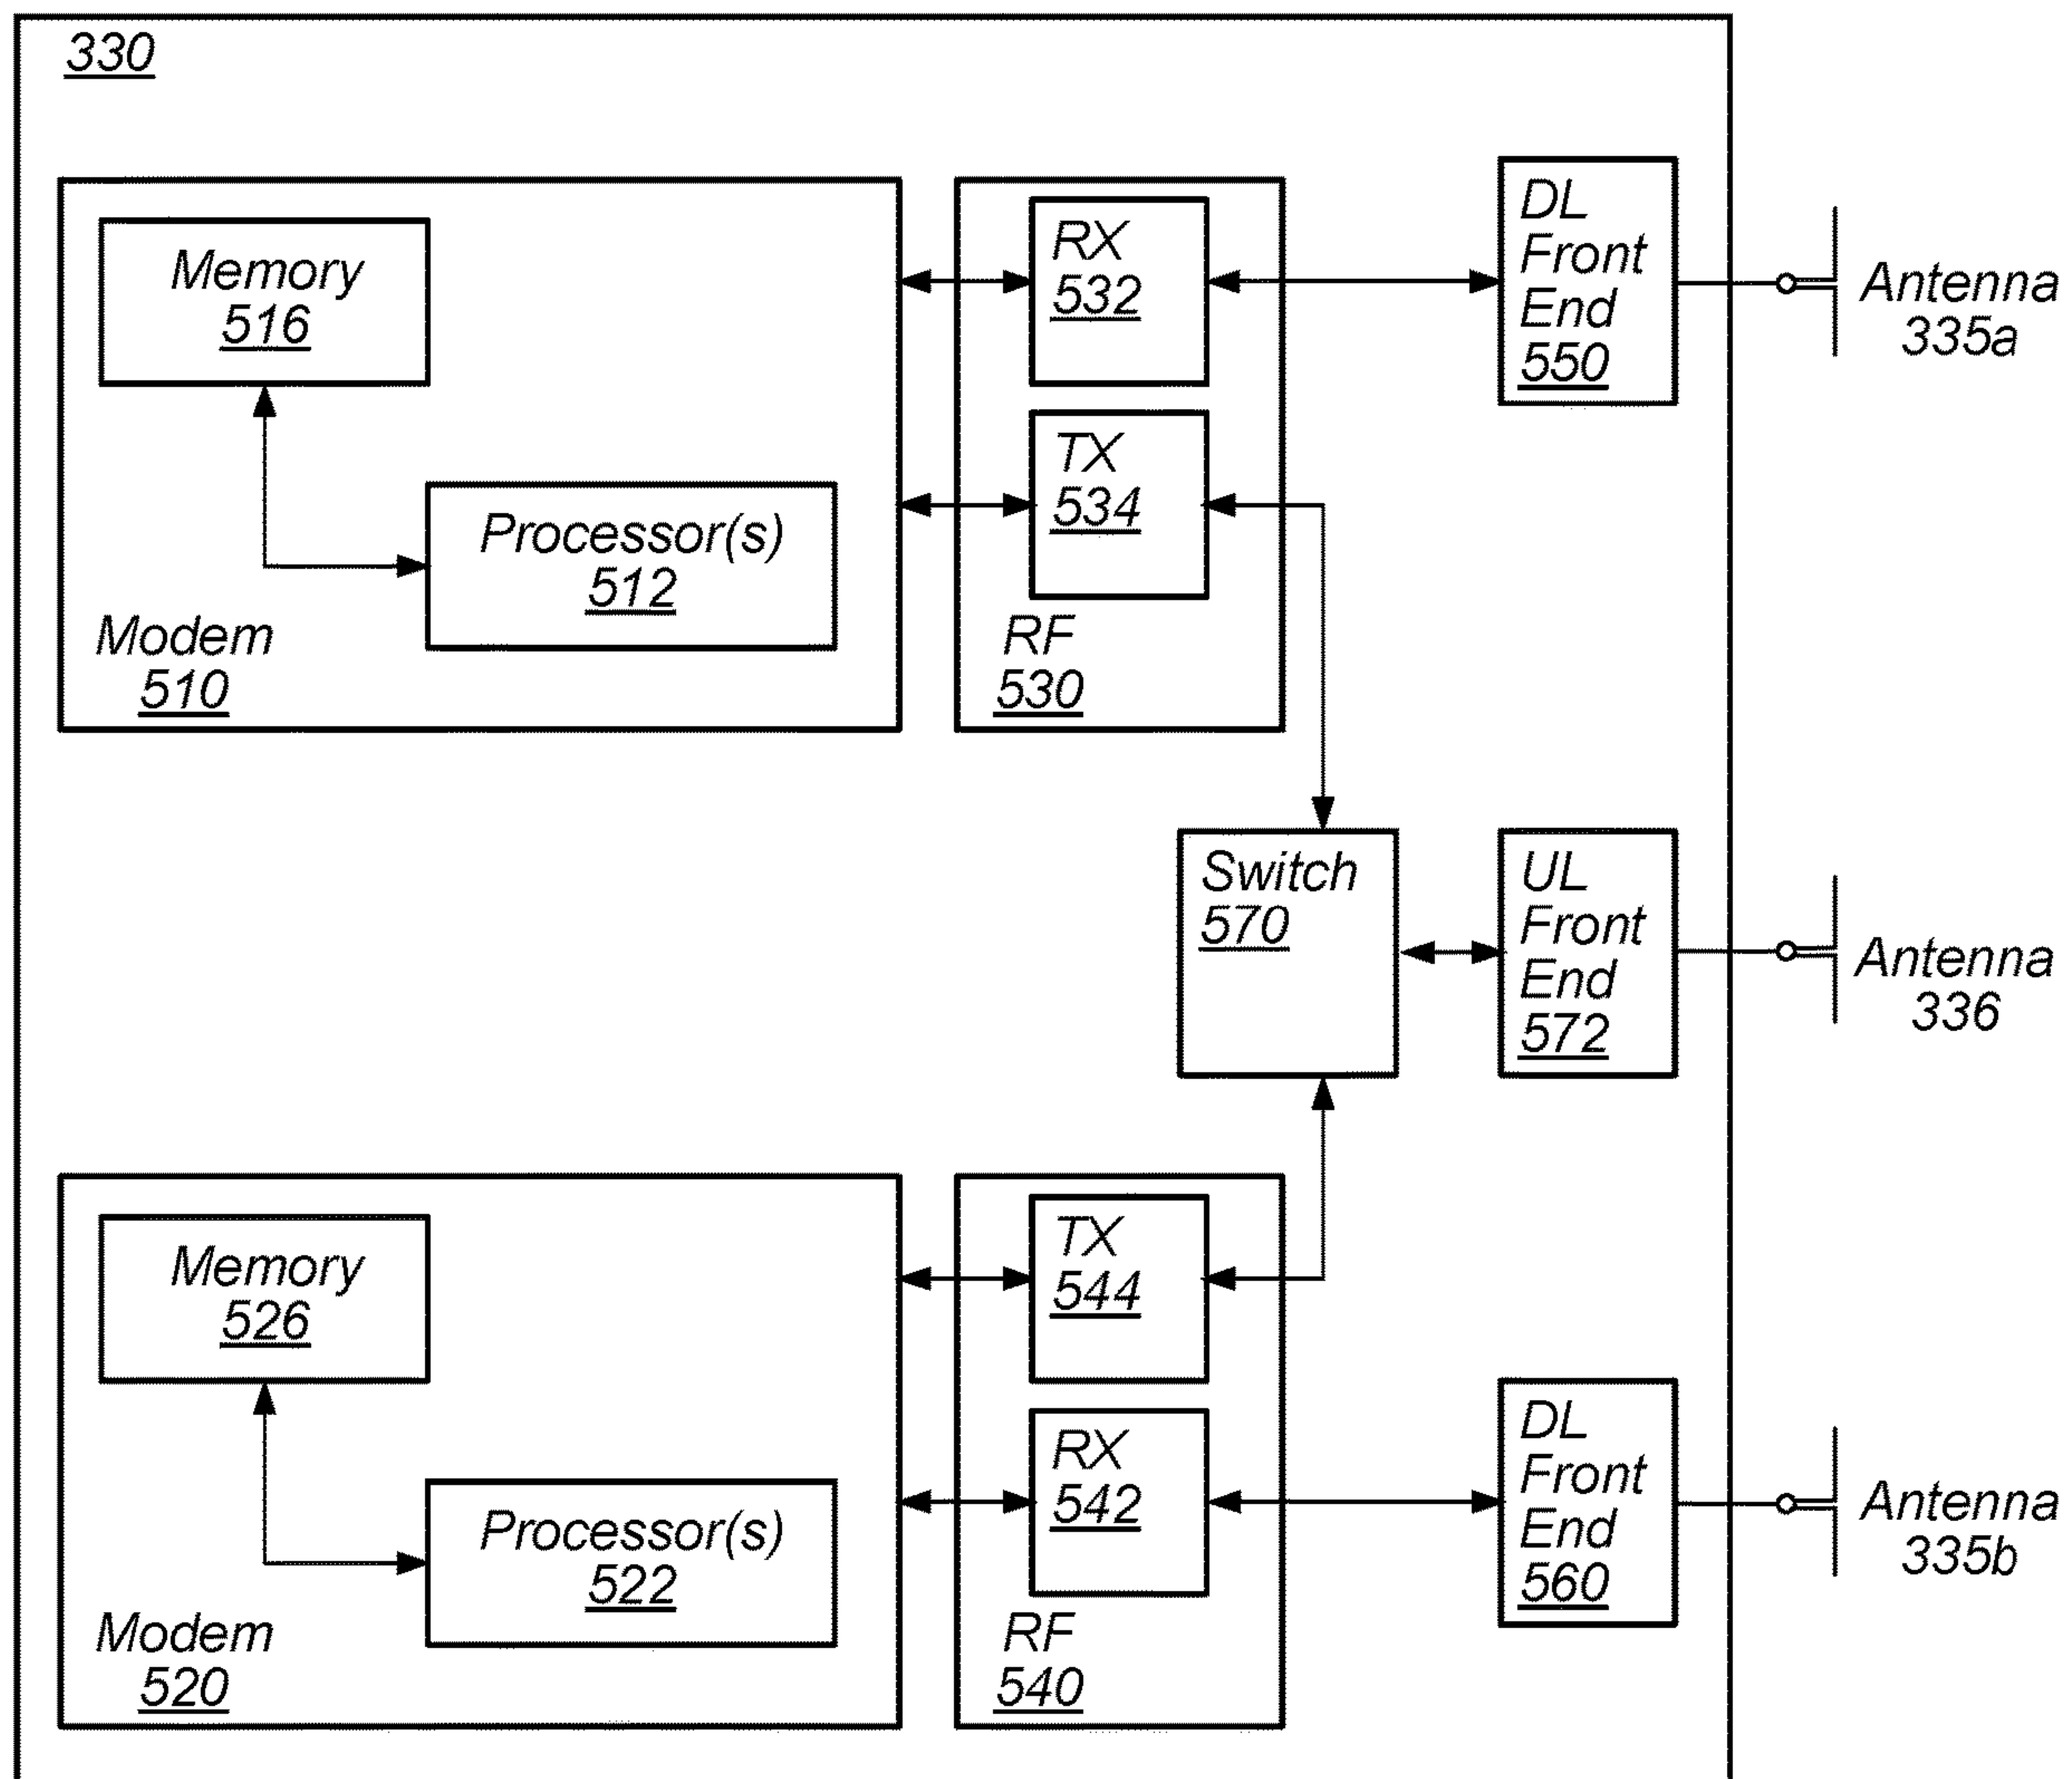 330
Memory
516
Processor(s)
512
Modem
510
RX
532
TX
534
RF
530
DL
Front
End
550
Antenna
335a
Switch
570
UL
Front
End
572
Antenna
336
Memory
526
Processor(s)
522
Modem
520
TX
544
RX
542
RF
540
DL
Front
End
560
Antenna
335b